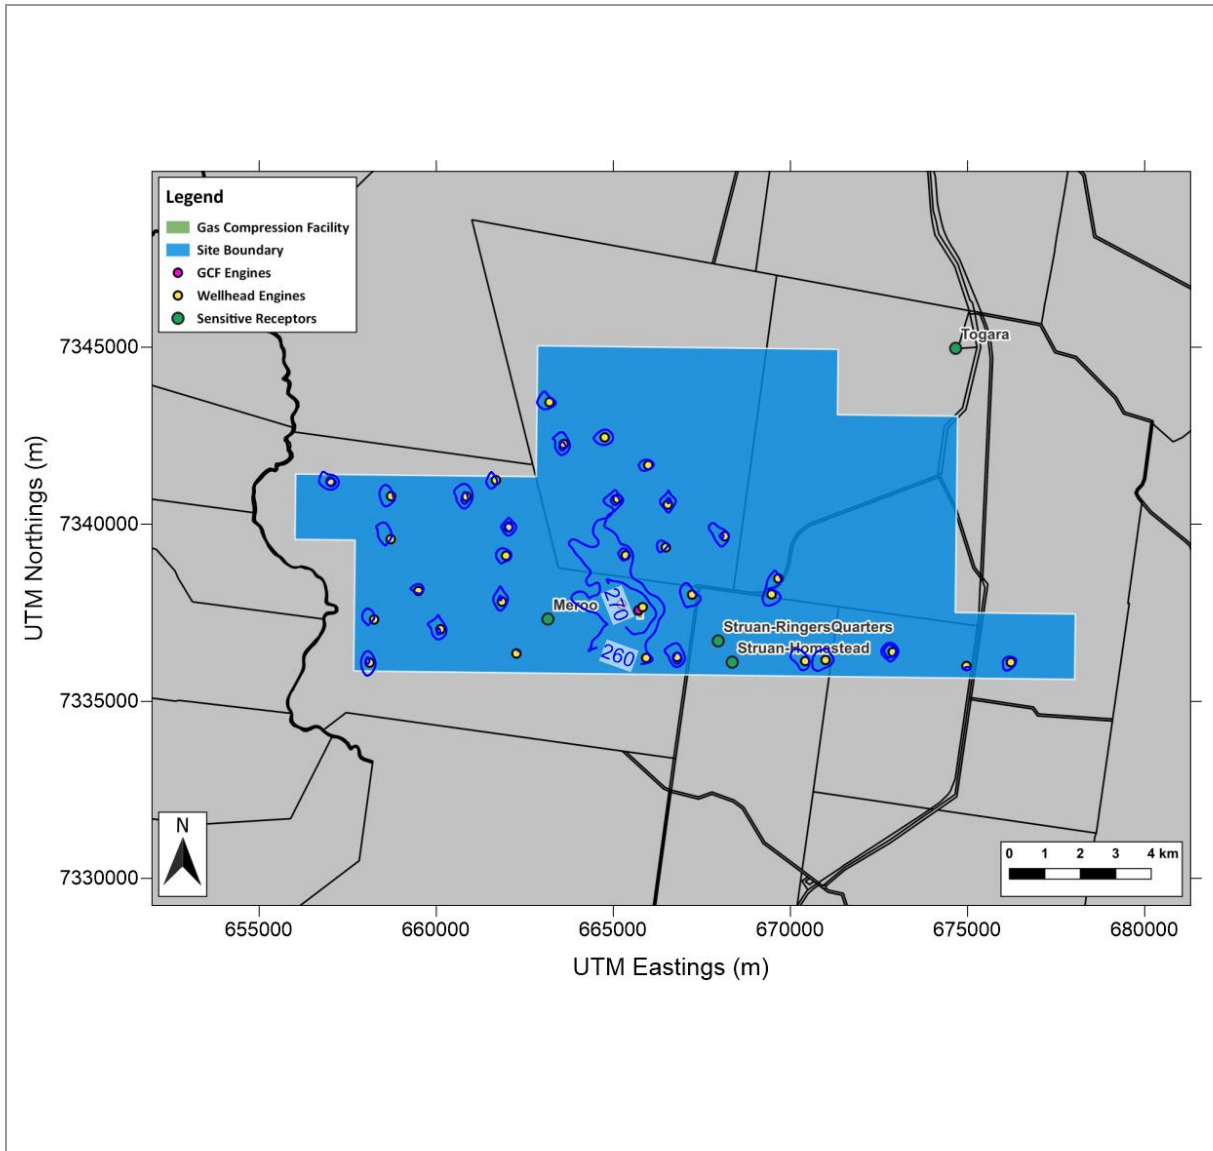 Legend
Gas Compression Facility
Site Boundary
GCF Engines
Wellhead Engines
Sensitive Receptors
Togara
7345000
UTM Northings (m)
7340000
270
Meroo
Struan-RingersQuarters
Struan-Homestead
260
7335000
N
0 1 2 3 4 km
7330000
655000 660000 665000 670000 675000 680000
UTM Eastings (m)